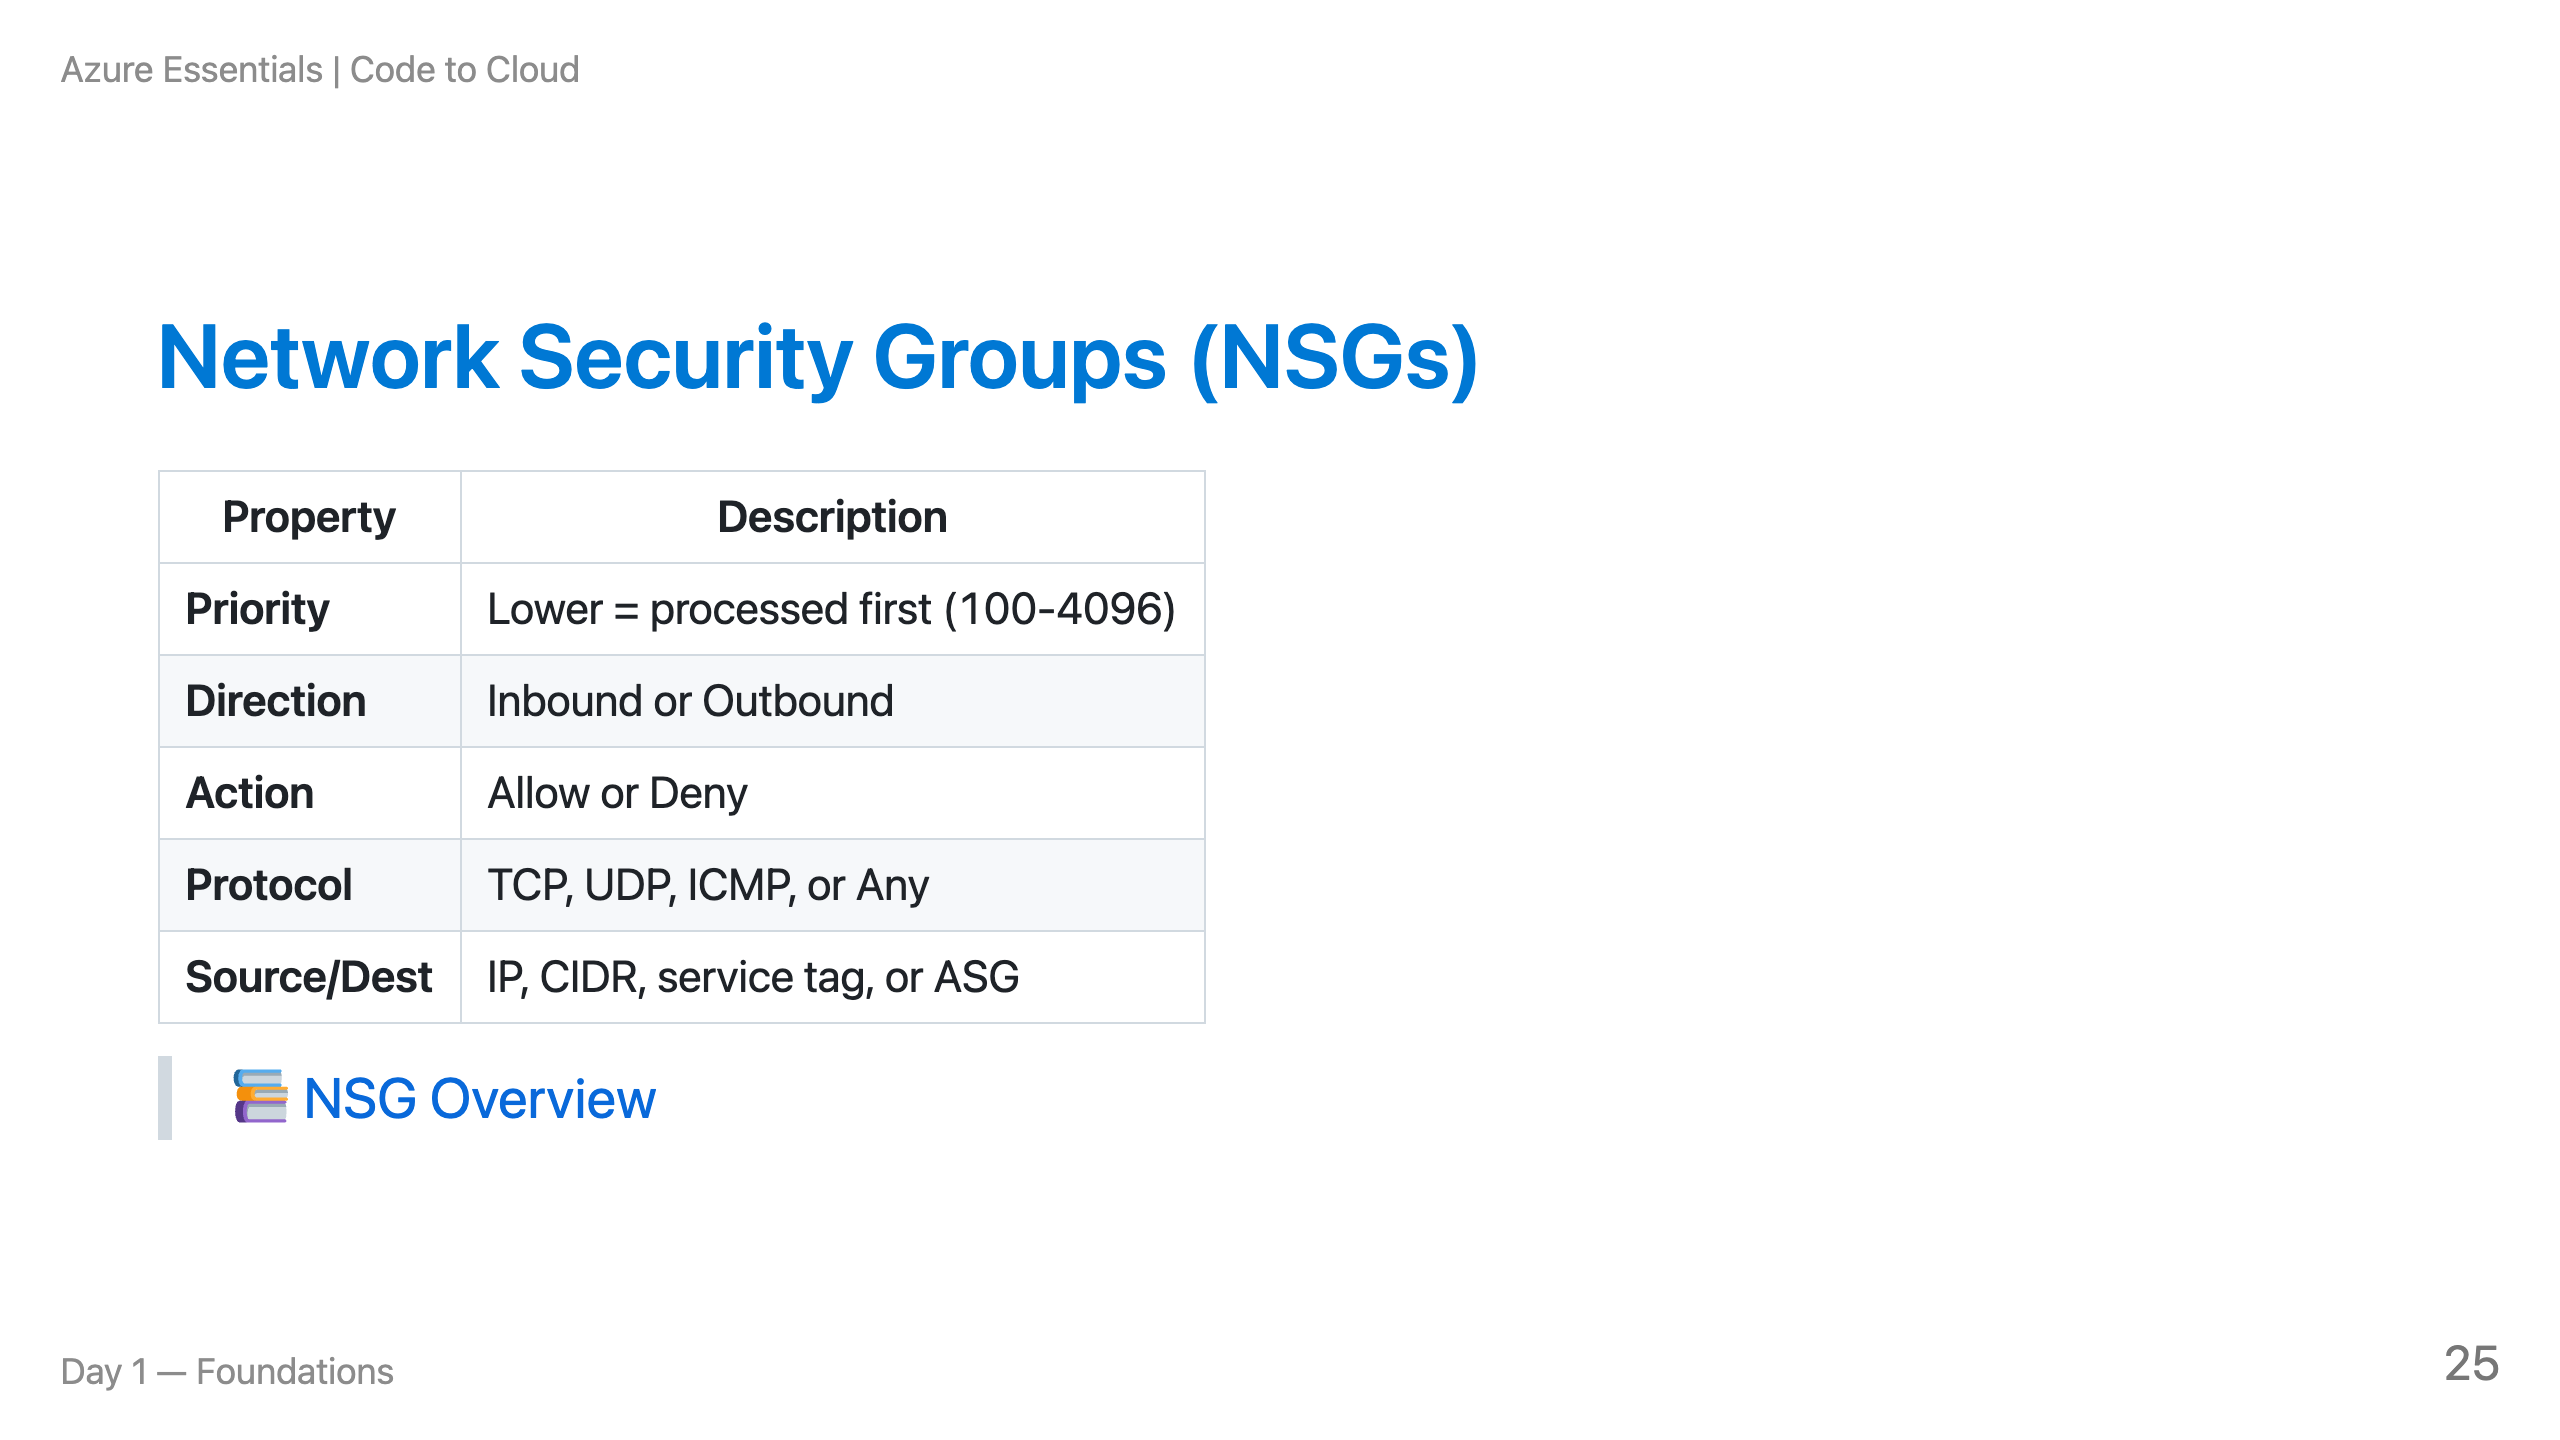 Azure Essentials | Code to Cloud
Network Security Groups (NSGs)
Property Description
Priority Lower = processed first (100-4096)
Direction Inbound or Outbound
Action Allow or Deny
Protocol TCP, UDP, ICMP, or Any
Source/Dest IP, CIDR, service tag, or ASG
📚 NSG Overview
Day 1 — Foundations
25